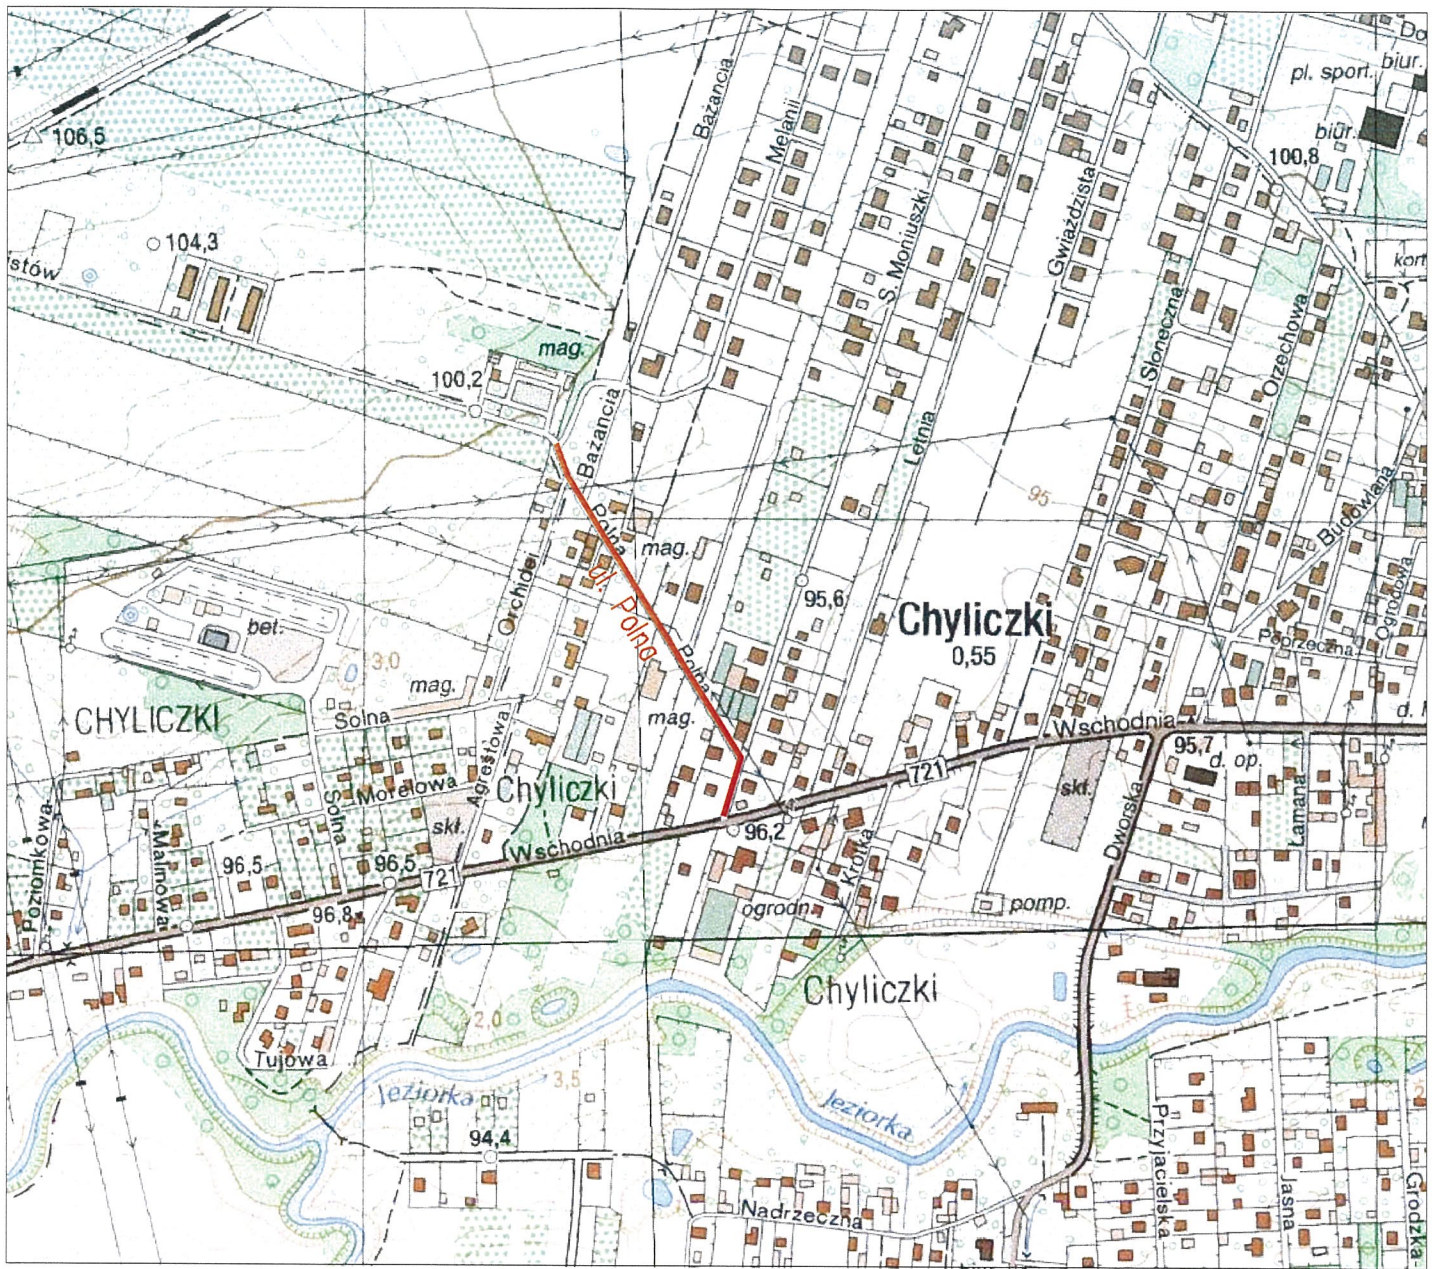 Do
biur.
pl. sport.
Bażancia
Melanii
106,5
biur.
100,8
Gwiaździsta
S. Moniuszki
104,3
stów
kort
Słoneczna
Orzechowa
mag.
100,2
Bażancia
Letnia
95
Budowlana
Polna
mag.
Orchidei
ul. Polna
95,6
Chyliczki
0,55
Ogrodowa
Poprzeczna
bet.
3,0
Polna
mag.
mag.
CHYLICZKI
Solna
Agrestowa
Wschodnia
95,7
d. op.
721
Chyliczki
Morelowa
Solna
skł.
skł.
Dworska
Łamana
Poziomkowa
Malinowa
96,5
96,5
Wschodnia
96,2
Krótka
721
96,8
ogrodn.
pomp.
Chyliczki
2,0
Tujowa
3,5
Jeziorka
Jeziorka
94,4
Przyjacielska
Jasna
Grodzka
Nadrzeczna